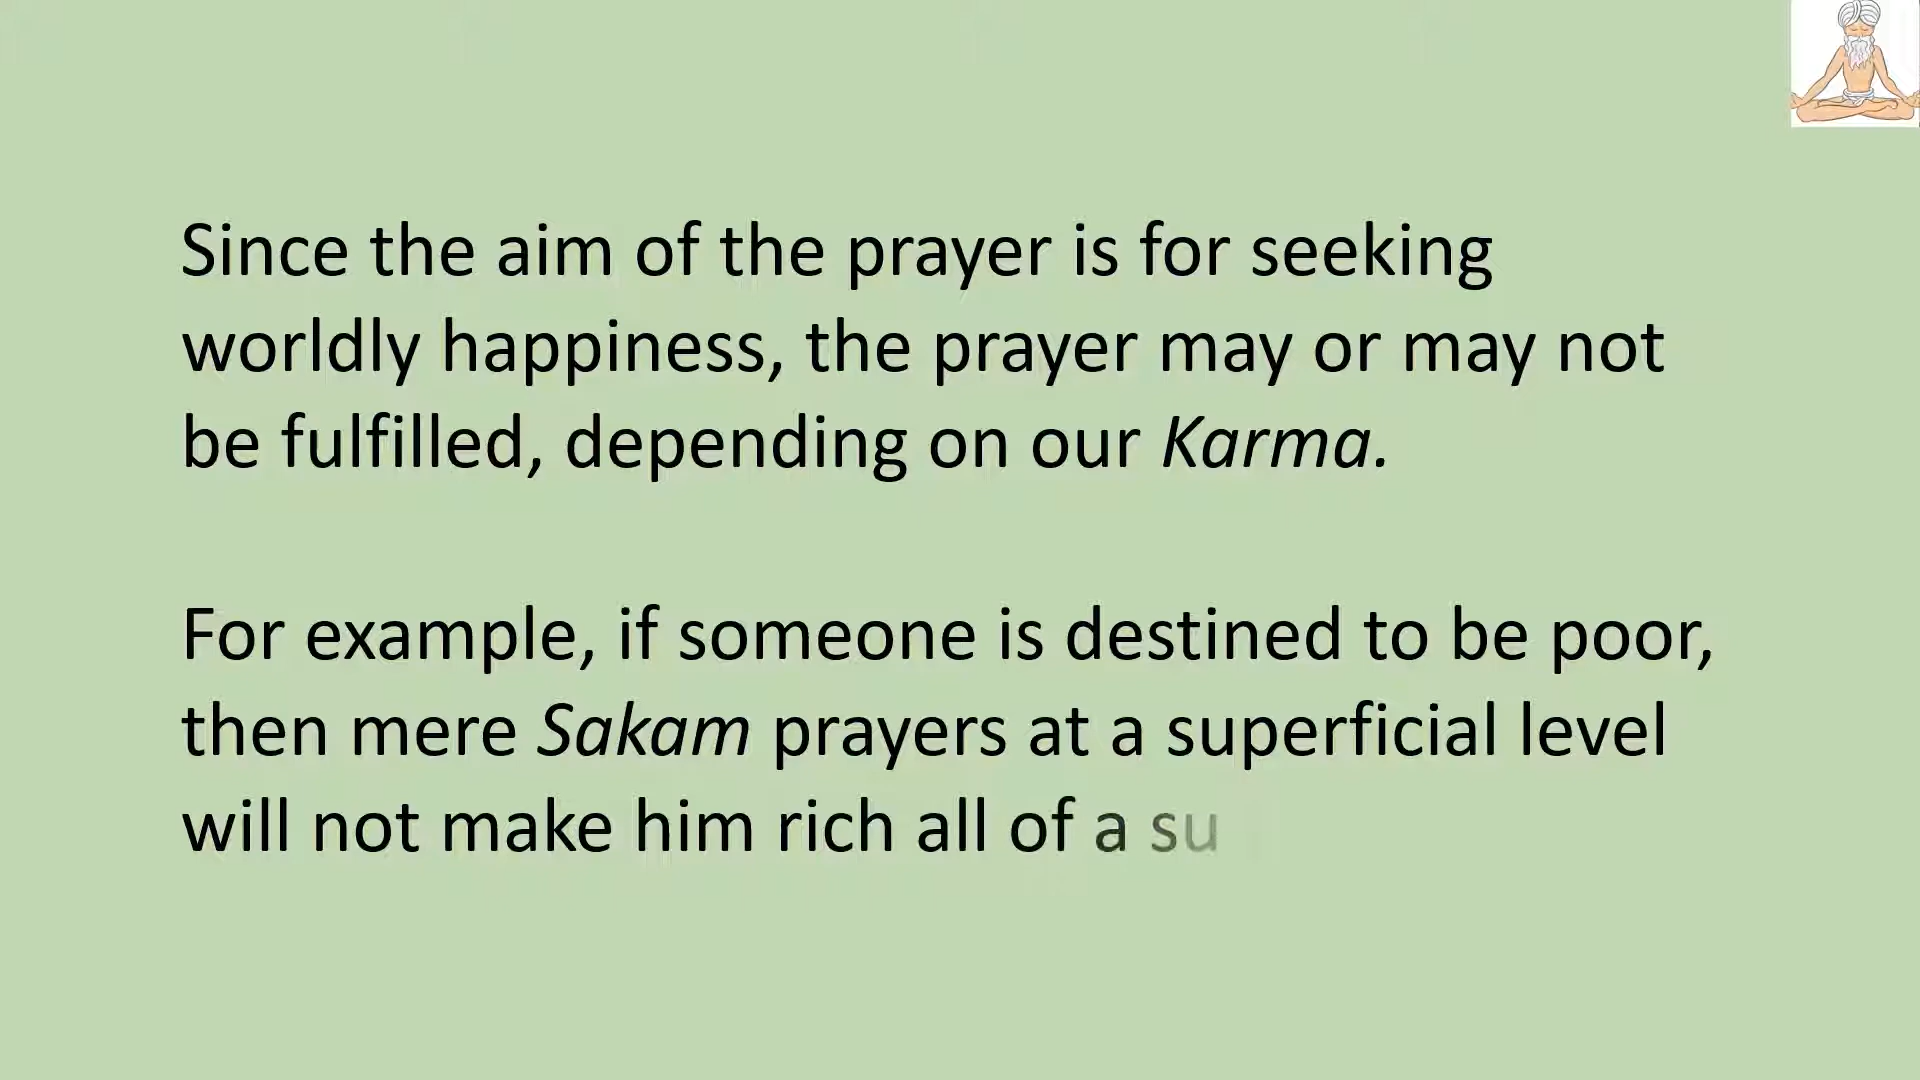 Since the aim of the prayer is for seeking
worldly happiness, the prayer may or may not
be fulfilled, depending on our Karma.
For example, if someone is destined to be poor,
then mere Sakam prayers at a superficial level
will not make him rich all of a su